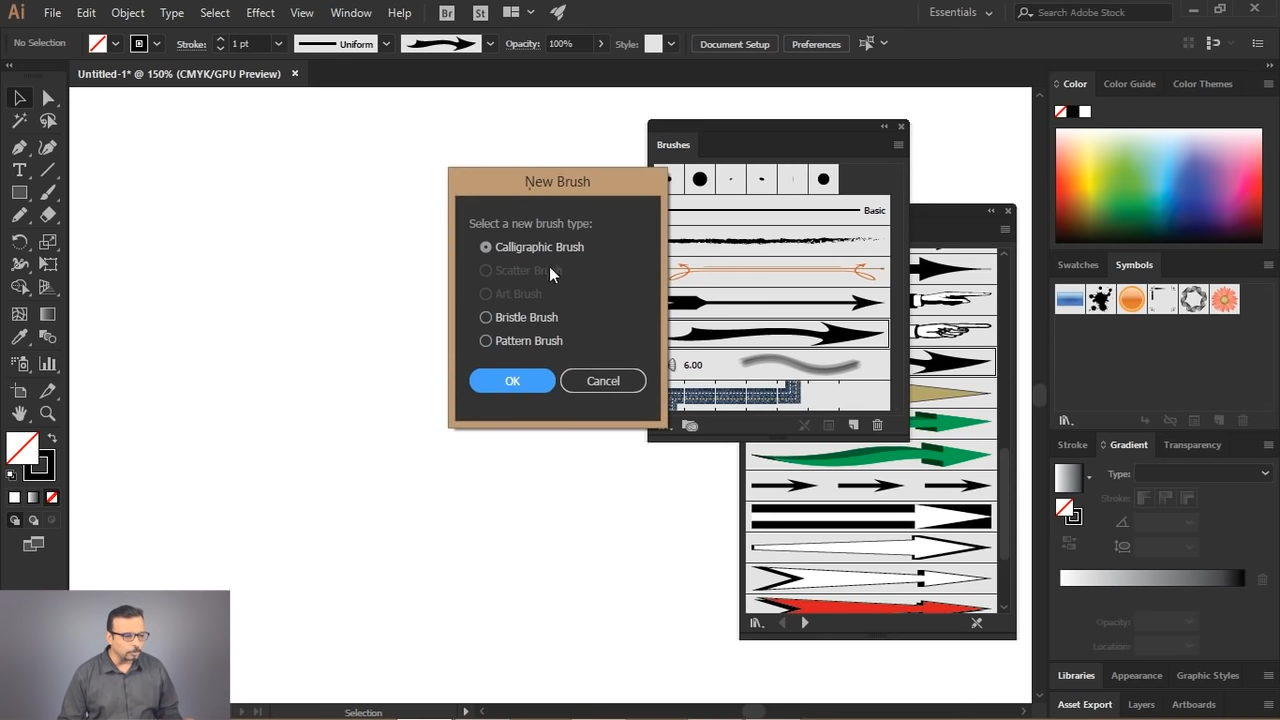 Ai File Edit Object Type Select Effect View Window Help Br St Essentials Search Adobe Stock
No Selection Stroke: 1 pt Uniform Opacity: 100% Style: Document Setup Preferences
Untitled-1* @ 150% (CMYK/GPU Preview)
Color Color Guide Color Themes
Brushes
Basic
6.00
New Brush
Select a new brush type:
Calligraphic Brush
Scatter Brush
Art Brush
Bristle Brush
Pattern Brush
OK Cancel
Swatches Symbols
Stroke Gradient Transparency
Type:
Stroke:
Opacity:
Location:
Libraries Appearance Graphic Styles
Asset Export Layers Artboards
Selection